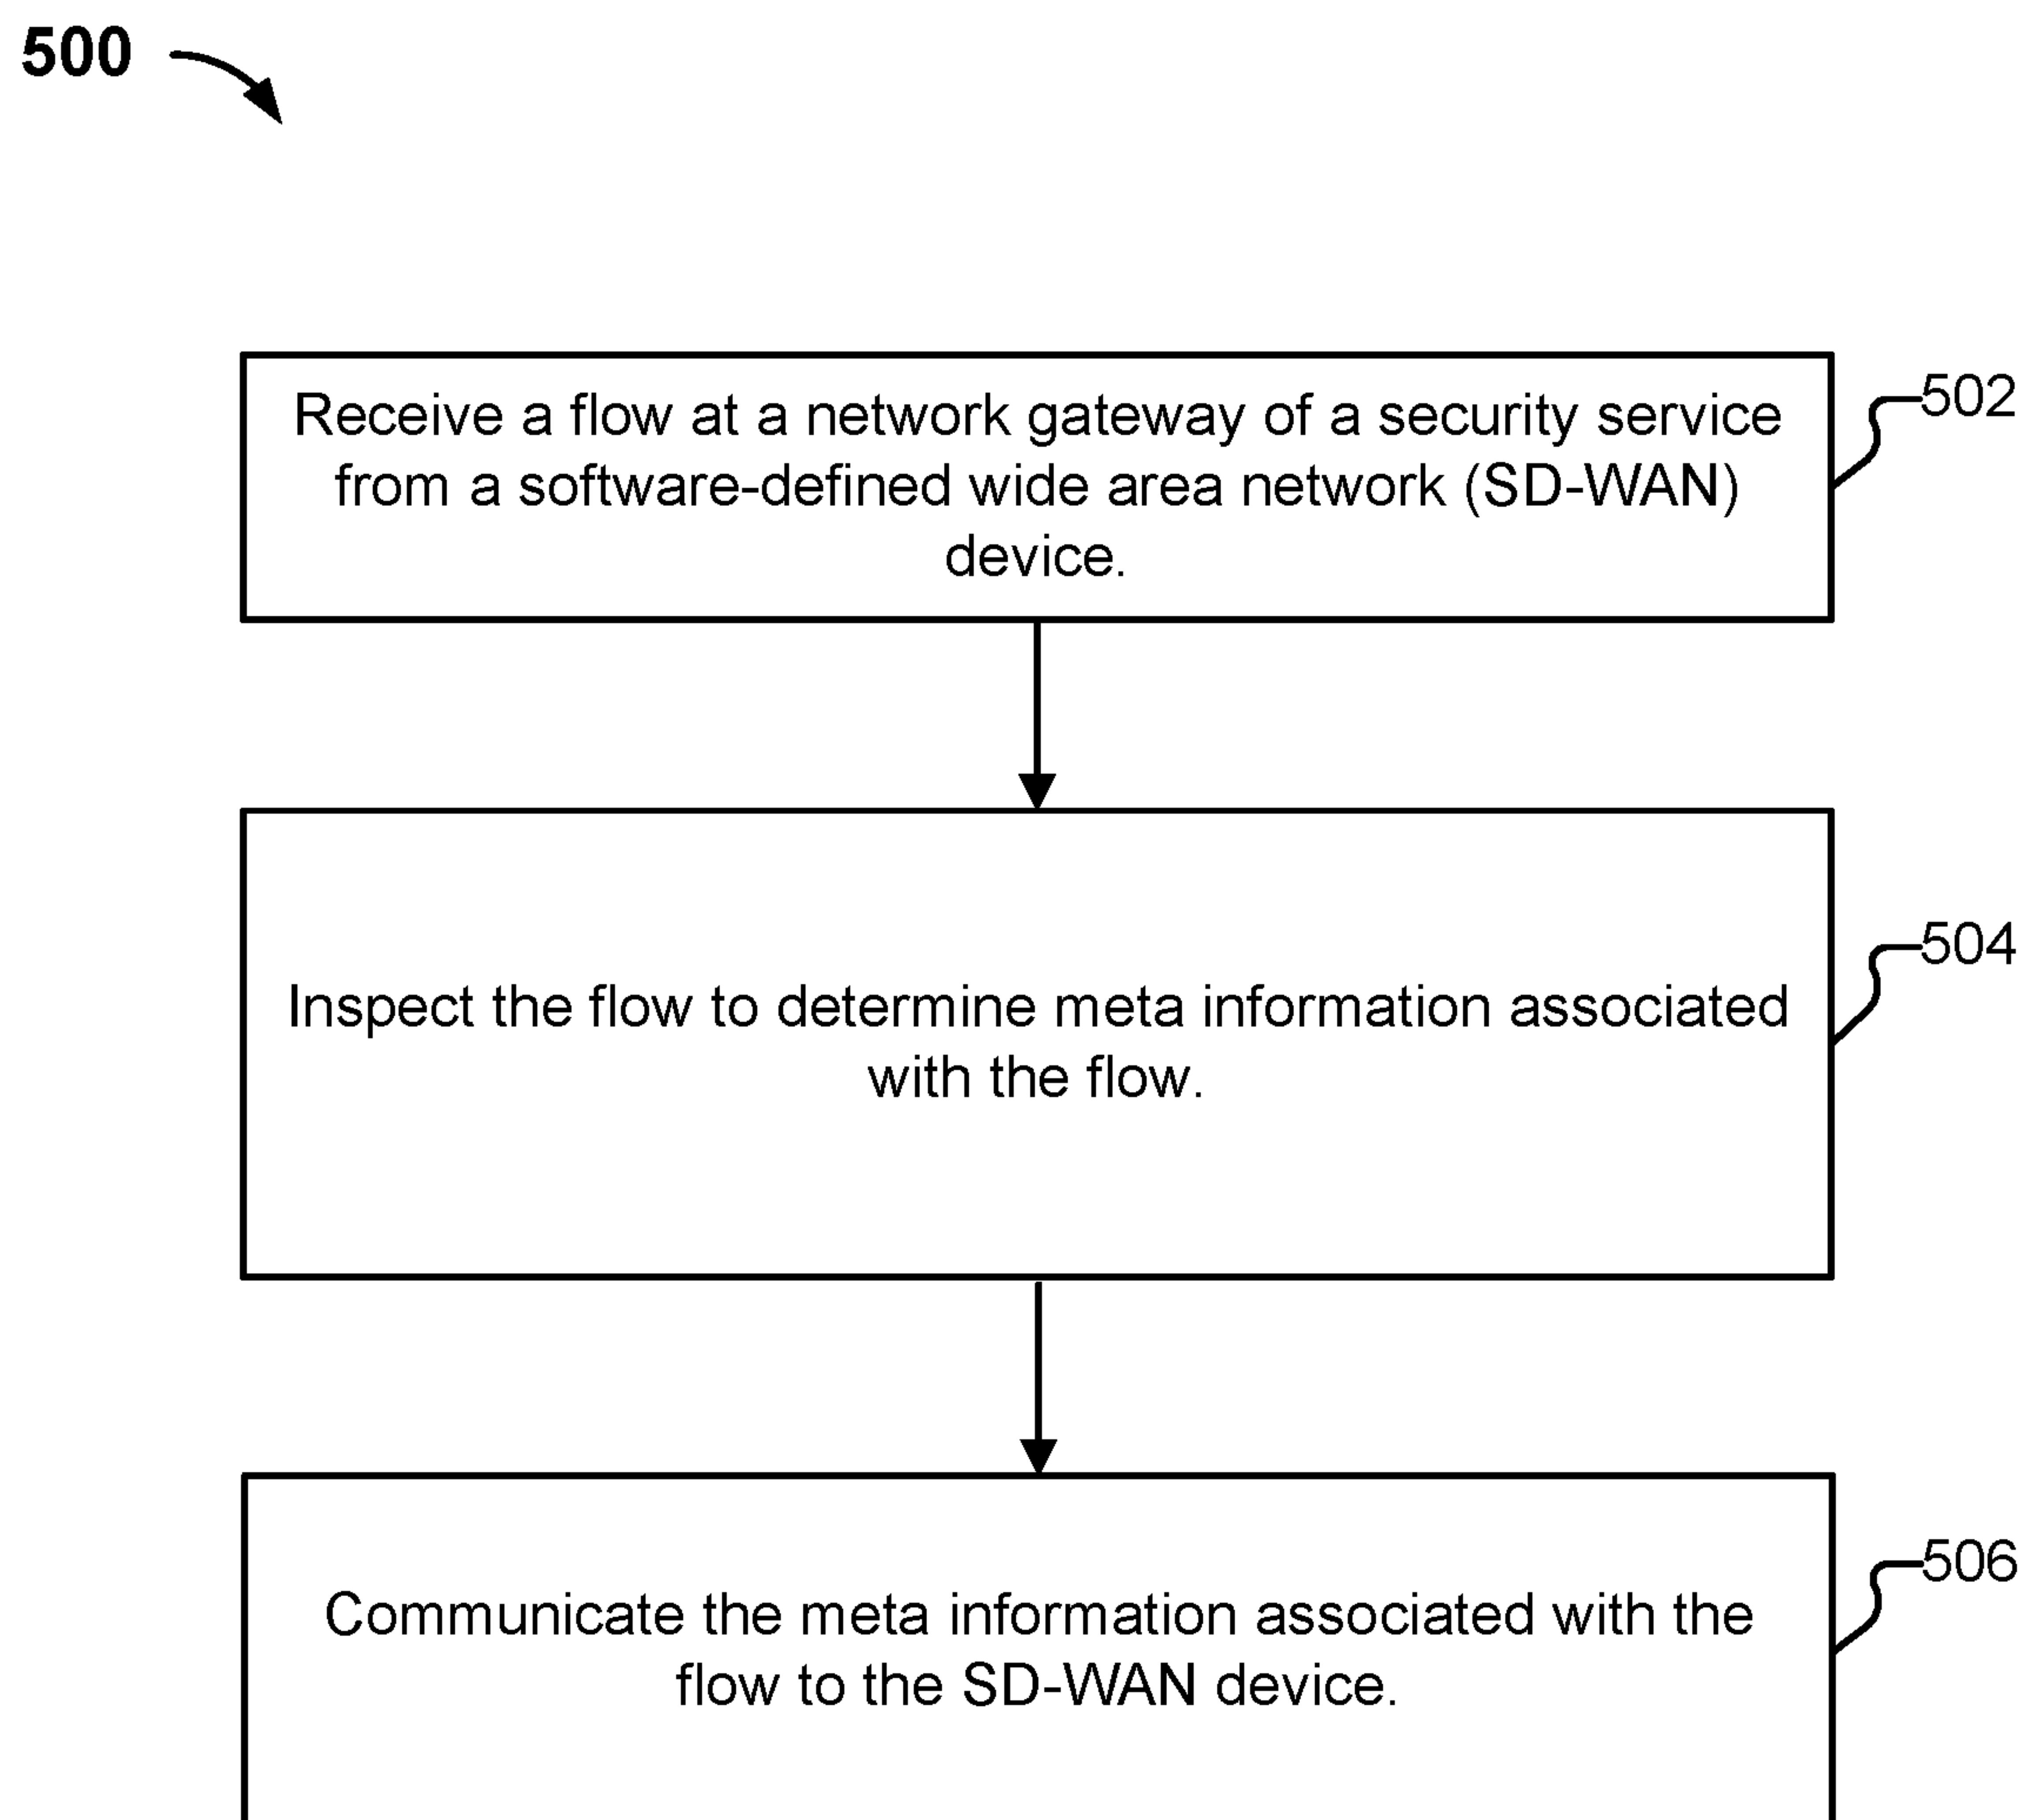 500
Receive a flow at a network gateway of a security service
from a software-defined wide area network (SD-WAN)
device.
502
Inspect the flow to determine meta information associated
with the flow.
504
Communicate the meta information associated with the
flow to the SD-WAN device.
506